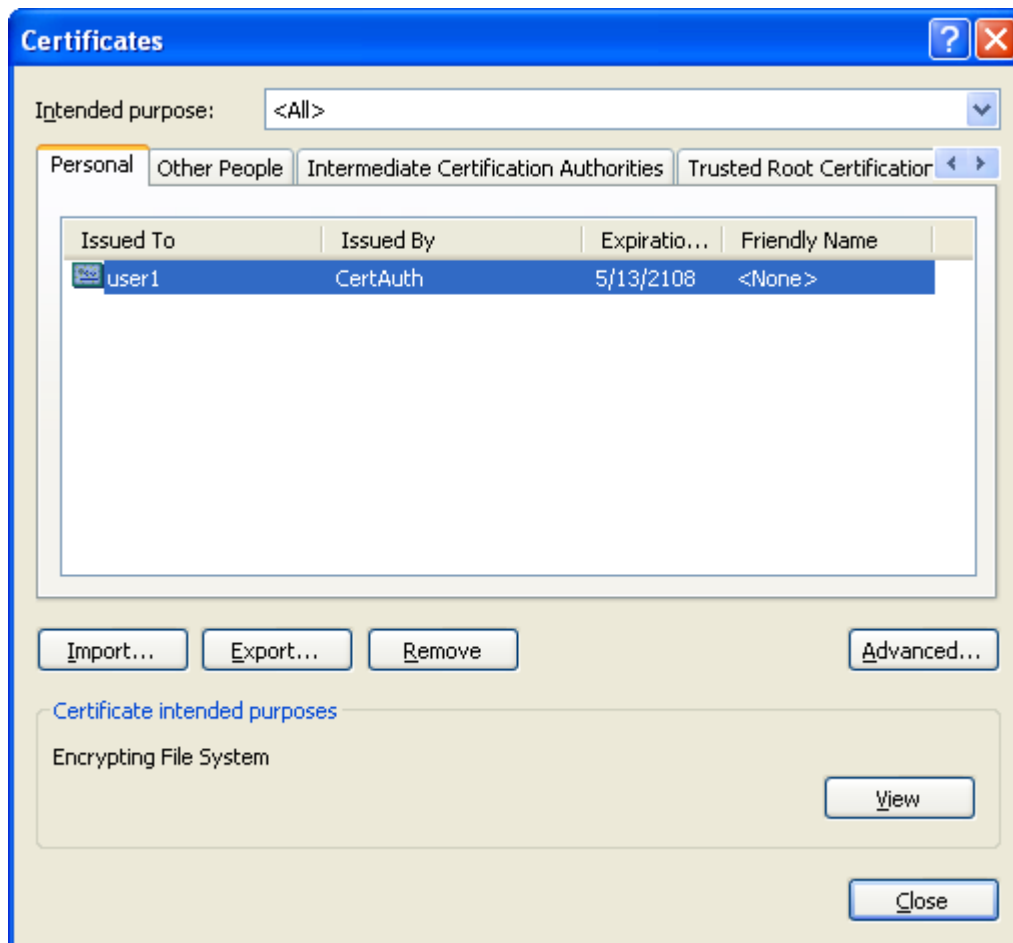 Certificates
Intended purpose: <All>
Personal Other People Intermediate Certification Authorities Trusted Root Certification
Issued To Issued By Expiratio... Friendly Name
user1 CertAuth 5/13/2108 <None>
Import... Export... Remove Advanced...
Certificate intended purposes
Encrypting File System
View
Close